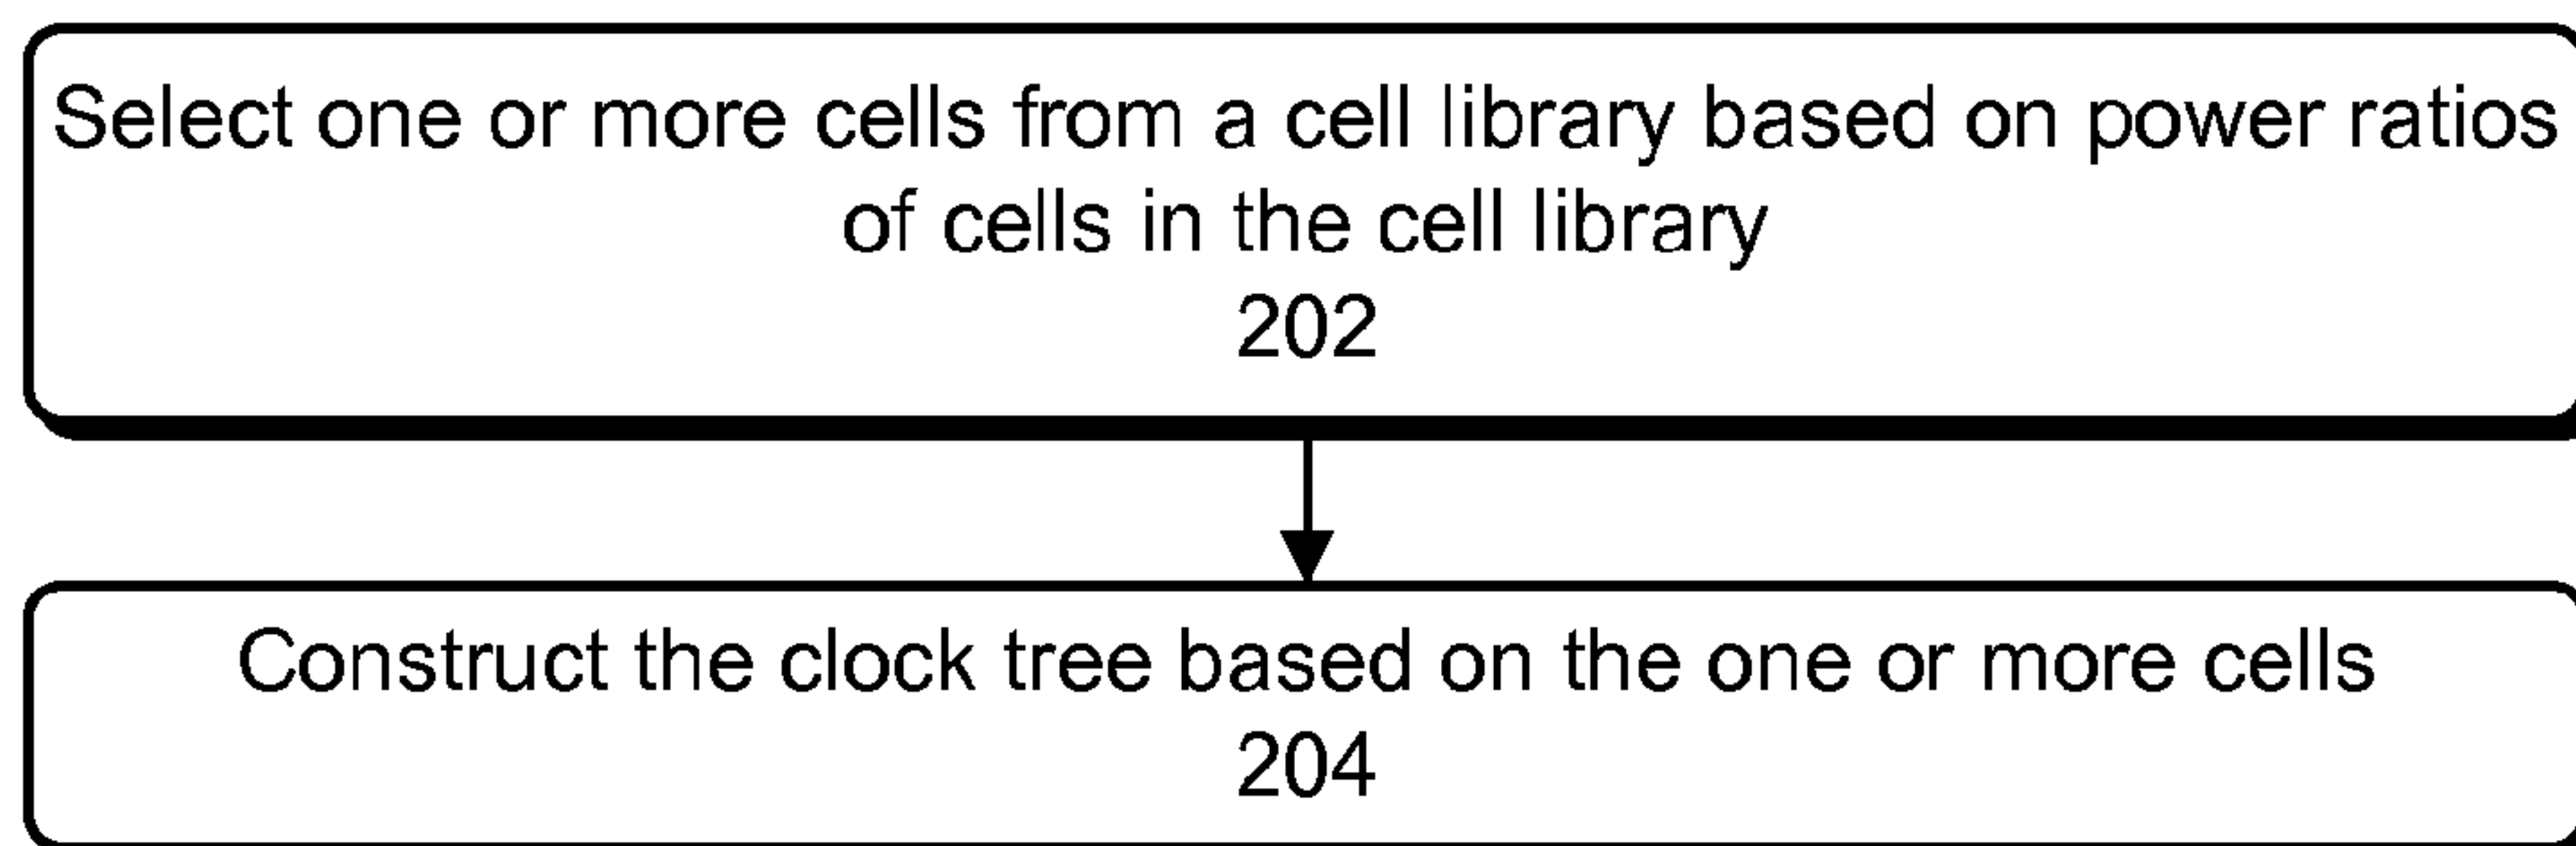 Select one or more cells from a cell library based on power ratios
of cells in the cell library
202
Construct the clock tree based on the one or more cells
204